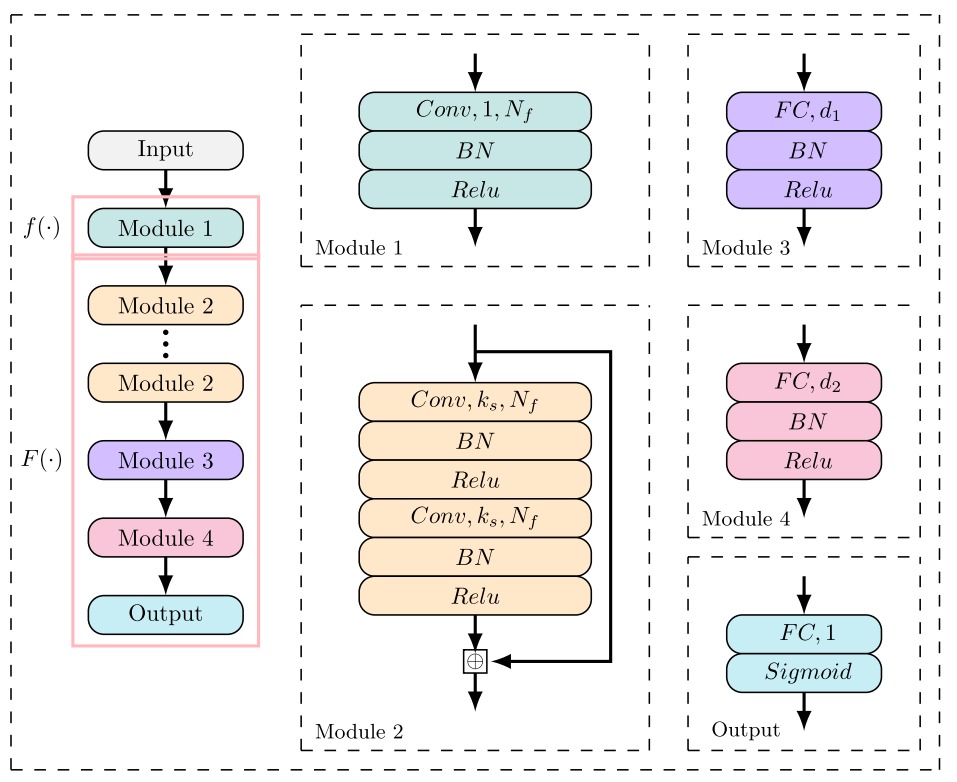 Input
f(·)
Module 1
Module 2
⋮
Module 2
F(·)
Module 3
Module 4
Output
Conv, 1, N_f
BN
Relu
Module 1
Conv, k_s, N_f
BN
Relu
Conv, k_s, N_f
BN
Relu
⊕
Module 2
FC, d_1
BN
Relu
Module 3
FC, d_2
BN
Relu
Module 4
FC, 1
Sigmoid
Output